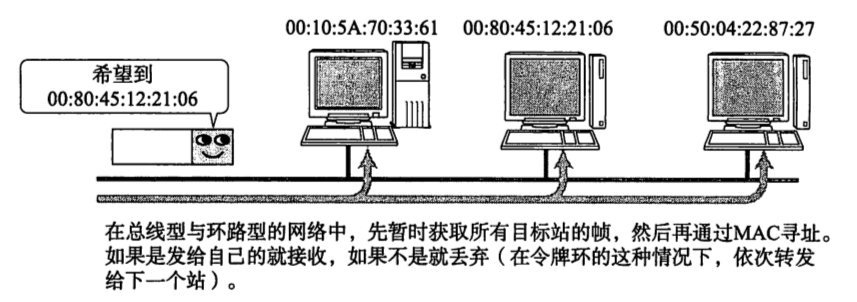 00:10:5A:70:33:61
00:80:45:12:21:06
00:50:04:22:87:27
希望到
00:80:45:12:21:06
在总线型与环路型的网络中，先暂时获取所有目标站的帧，然后再通过MAC寻址。
如果是发给自己的就接收，如果不是就丢弃（在令牌环的这种情况下，依次转发
给下一个站）。